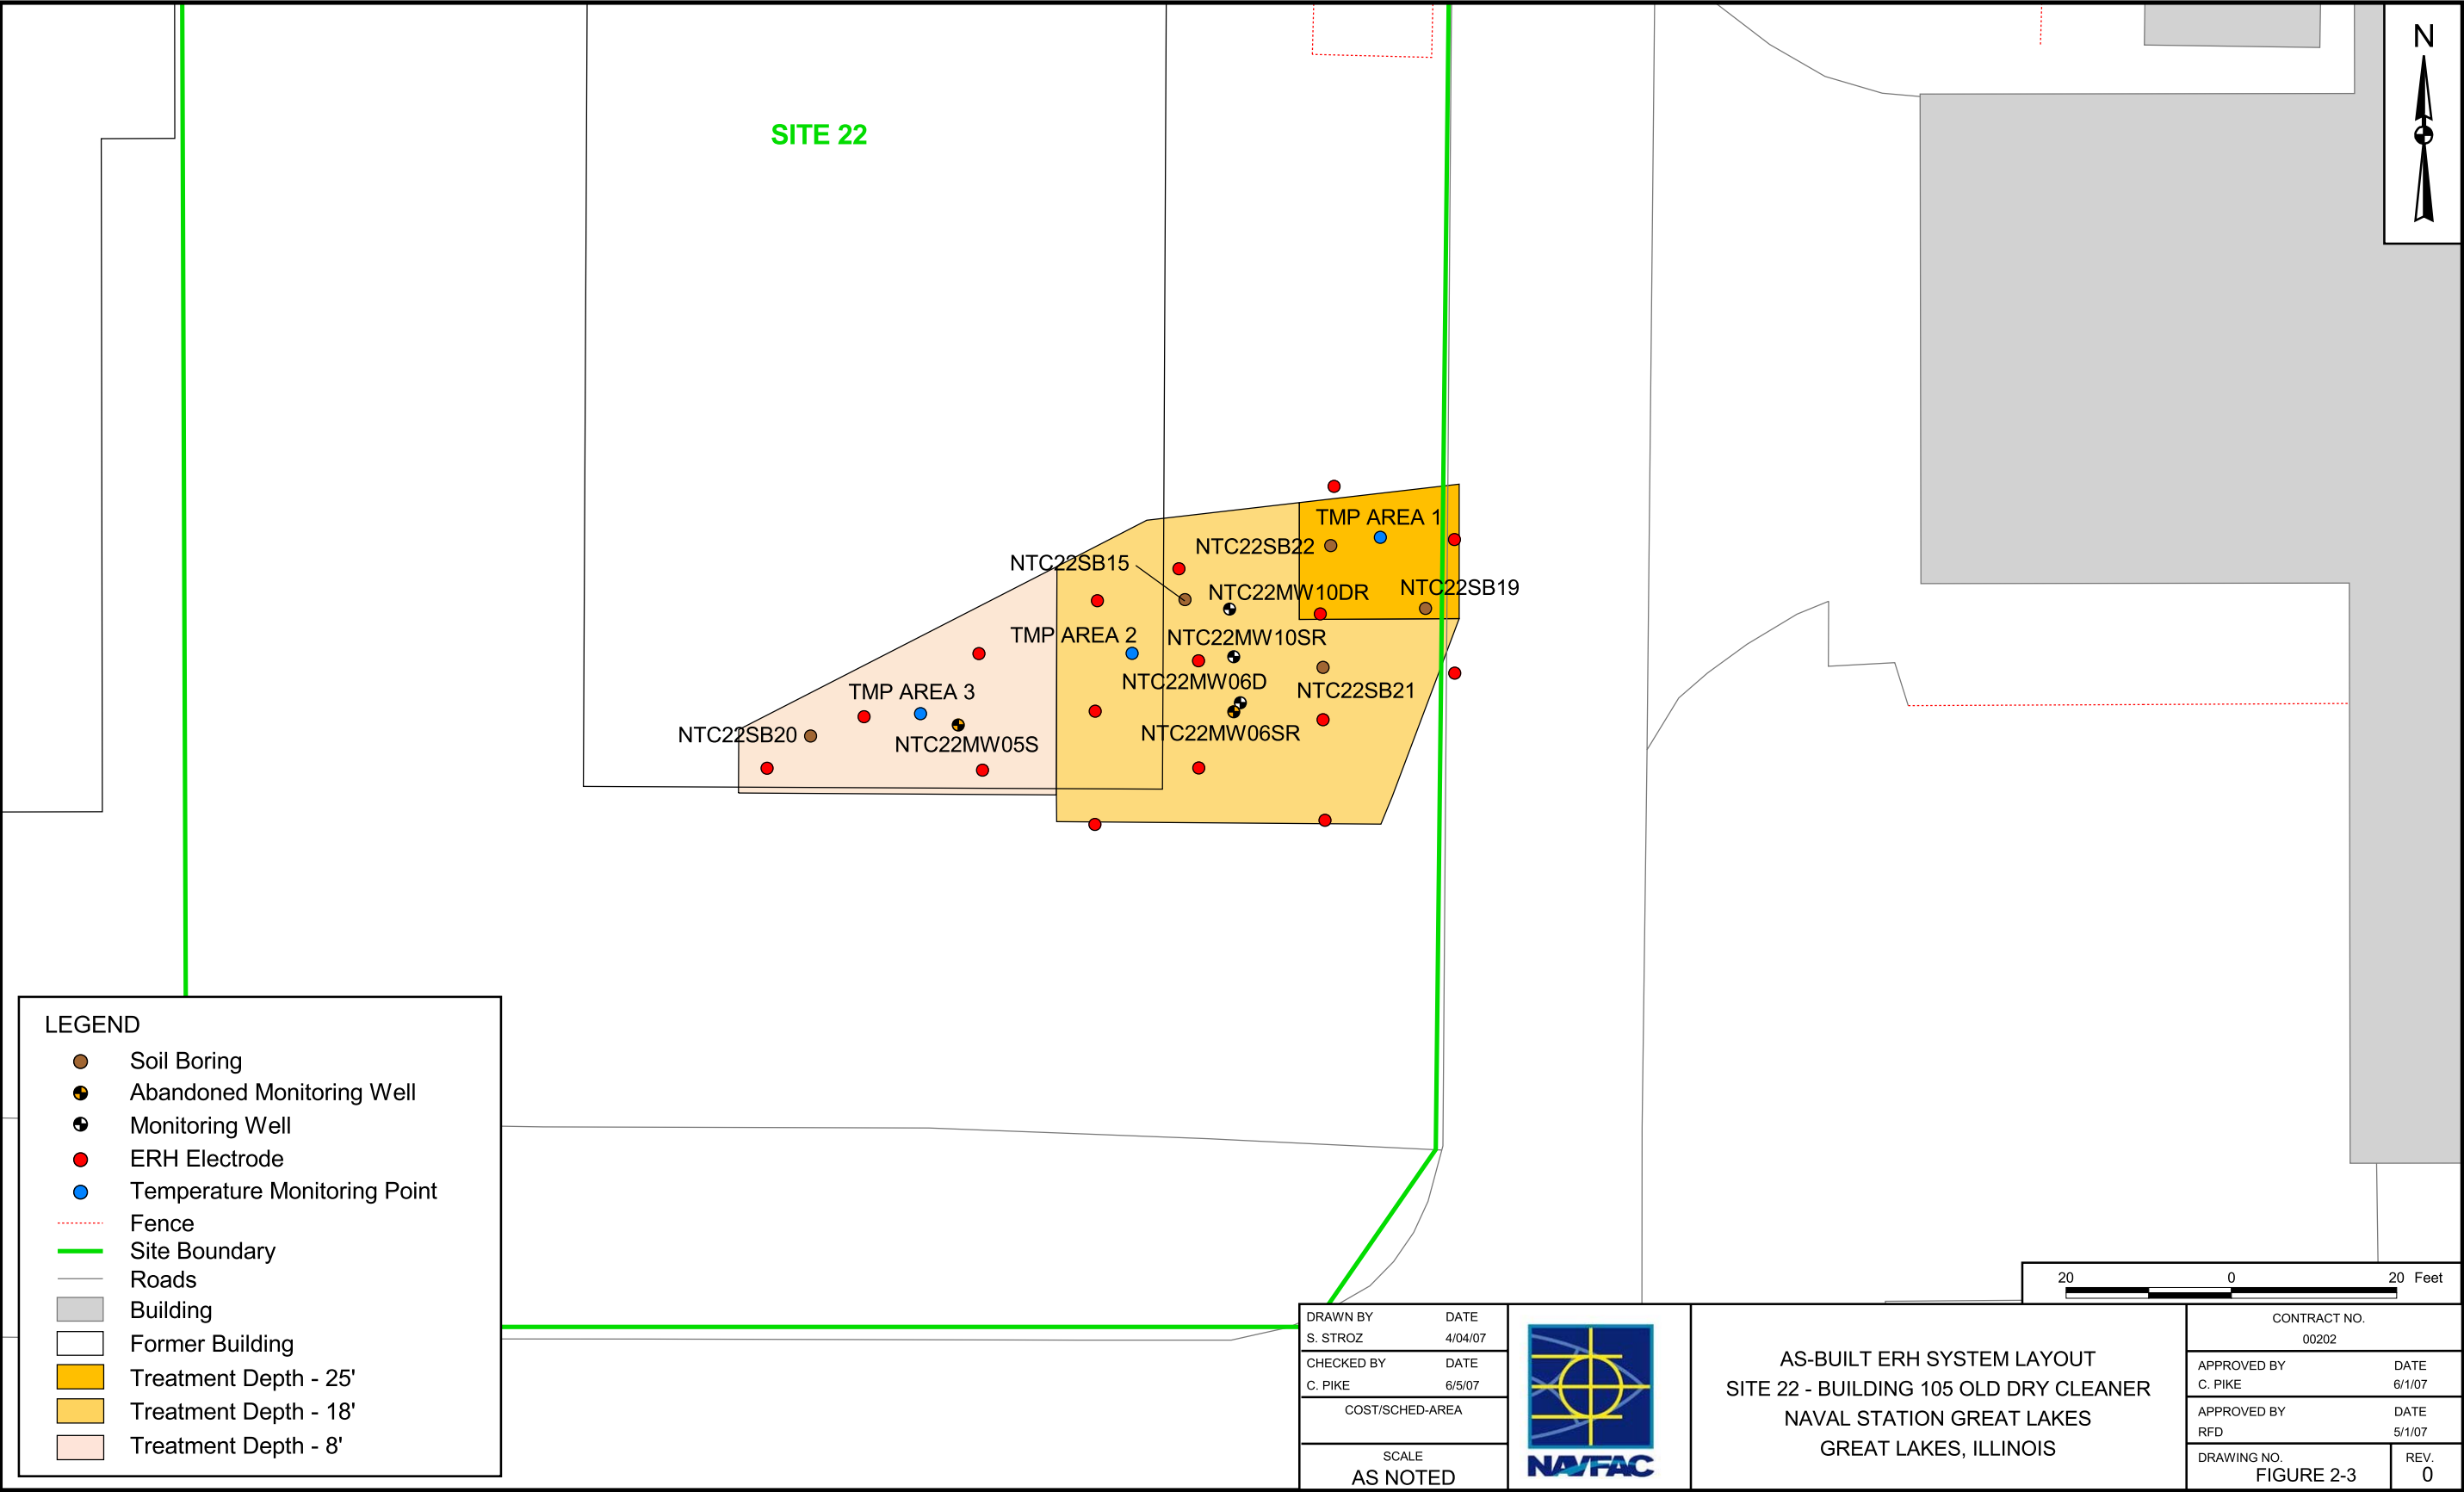 N
SITE 22
TMP AREA 1
NTC22SB22
NTC22SB15
NTC22MW10DR
NTC22SB19
TMP AREA 2
NTC22MW10SR
NTC22MW06D
NTC22SB21
TMP AREA 3
NTC22SB20
NTC22MW05S
NTC22MW06SR
LEGEND
Soil Boring
Abandoned Monitoring Well
Monitoring Well
ERH Electrode
Temperature Monitoring Point
Fence
Site Boundary
Roads
Building
Former Building
Treatment Depth - 25'
Treatment Depth - 18'
Treatment Depth - 8'
20 0 20 Feet
DRAWN BY DATE
S. STROZ 4/04/07
CHECKED BY DATE
C. PIKE 6/5/07
COST/SCHED-AREA
SCALE
AS NOTED
NAVFAC
AS-BUILT ERH SYSTEM LAYOUT
SITE 22 - BUILDING 105 OLD DRY CLEANER
NAVAL STATION GREAT LAKES
GREAT LAKES, ILLINOIS
CONTRACT NO.
00202
APPROVED BY DATE
C. PIKE 6/1/07
APPROVED BY DATE
RFD 5/1/07
DRAWING NO. REV.
FIGURE 2-3 0